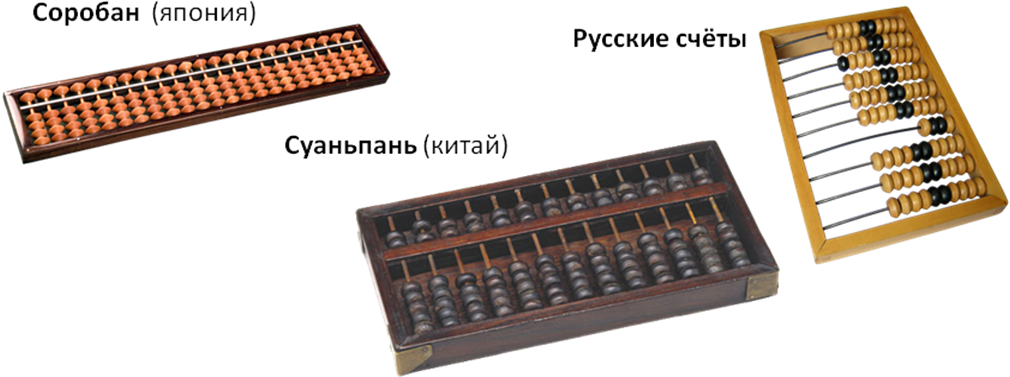 Соробан (япония)
Русские счёты
Суаньпань (китай)